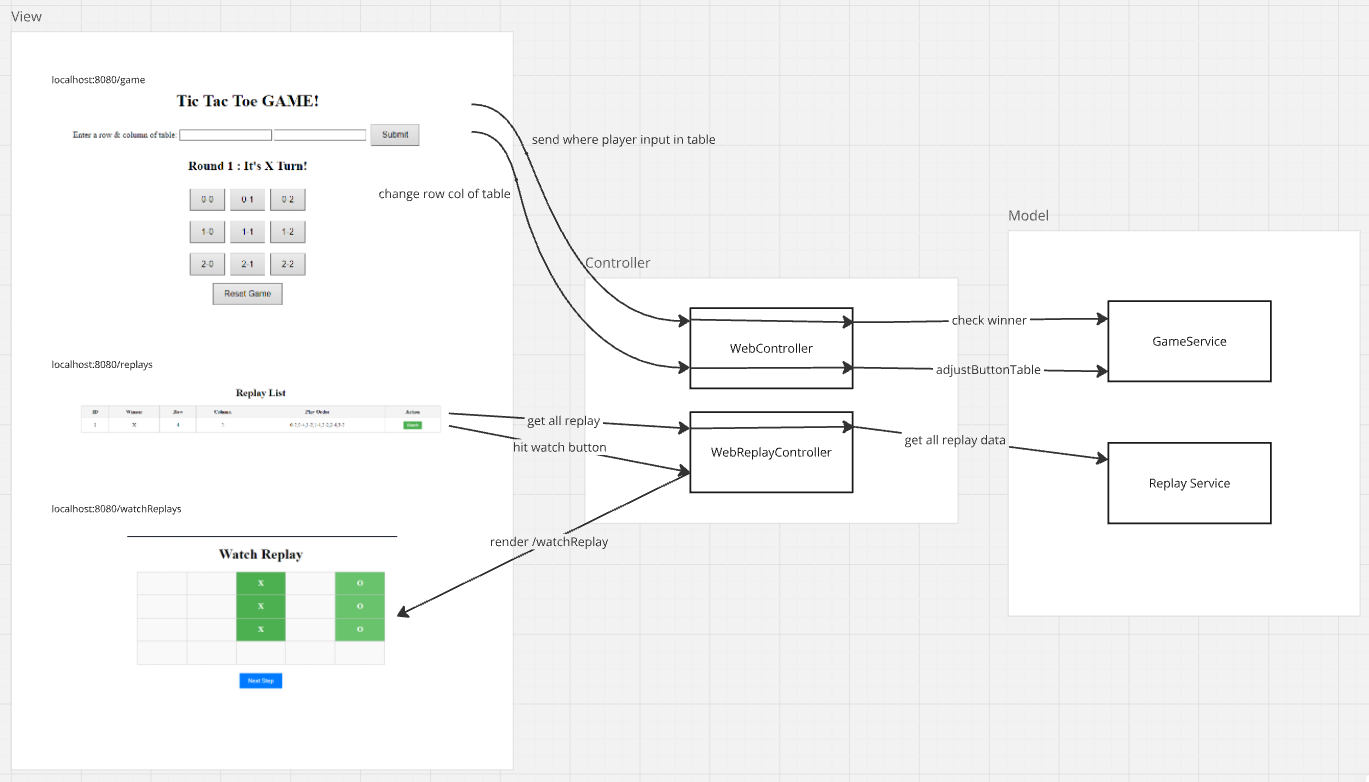 View
localhost:8080/game
Tic Tac Toe GAME!
Enter a row & column of table:
Submit
Round 1 : It's X Turn!
0-0 0-1 0-2
1-0 1-1 1-2
2-0 2-1 2-2
Reset Game
send where player input in table
change row col of table
localhost:8080/replays
Replay List
ID Winner Row Column Play Order Action
1 X 4
Watch
get all replay
hit watch button
localhost:8080/watchReplays
Watch Replay
X O
X O
X O
Next Step
render /watchReplay
Controller
WebController
WebReplayController
check winner
adjustButtonTable
get all replay data
Model
GameService
Replay Service